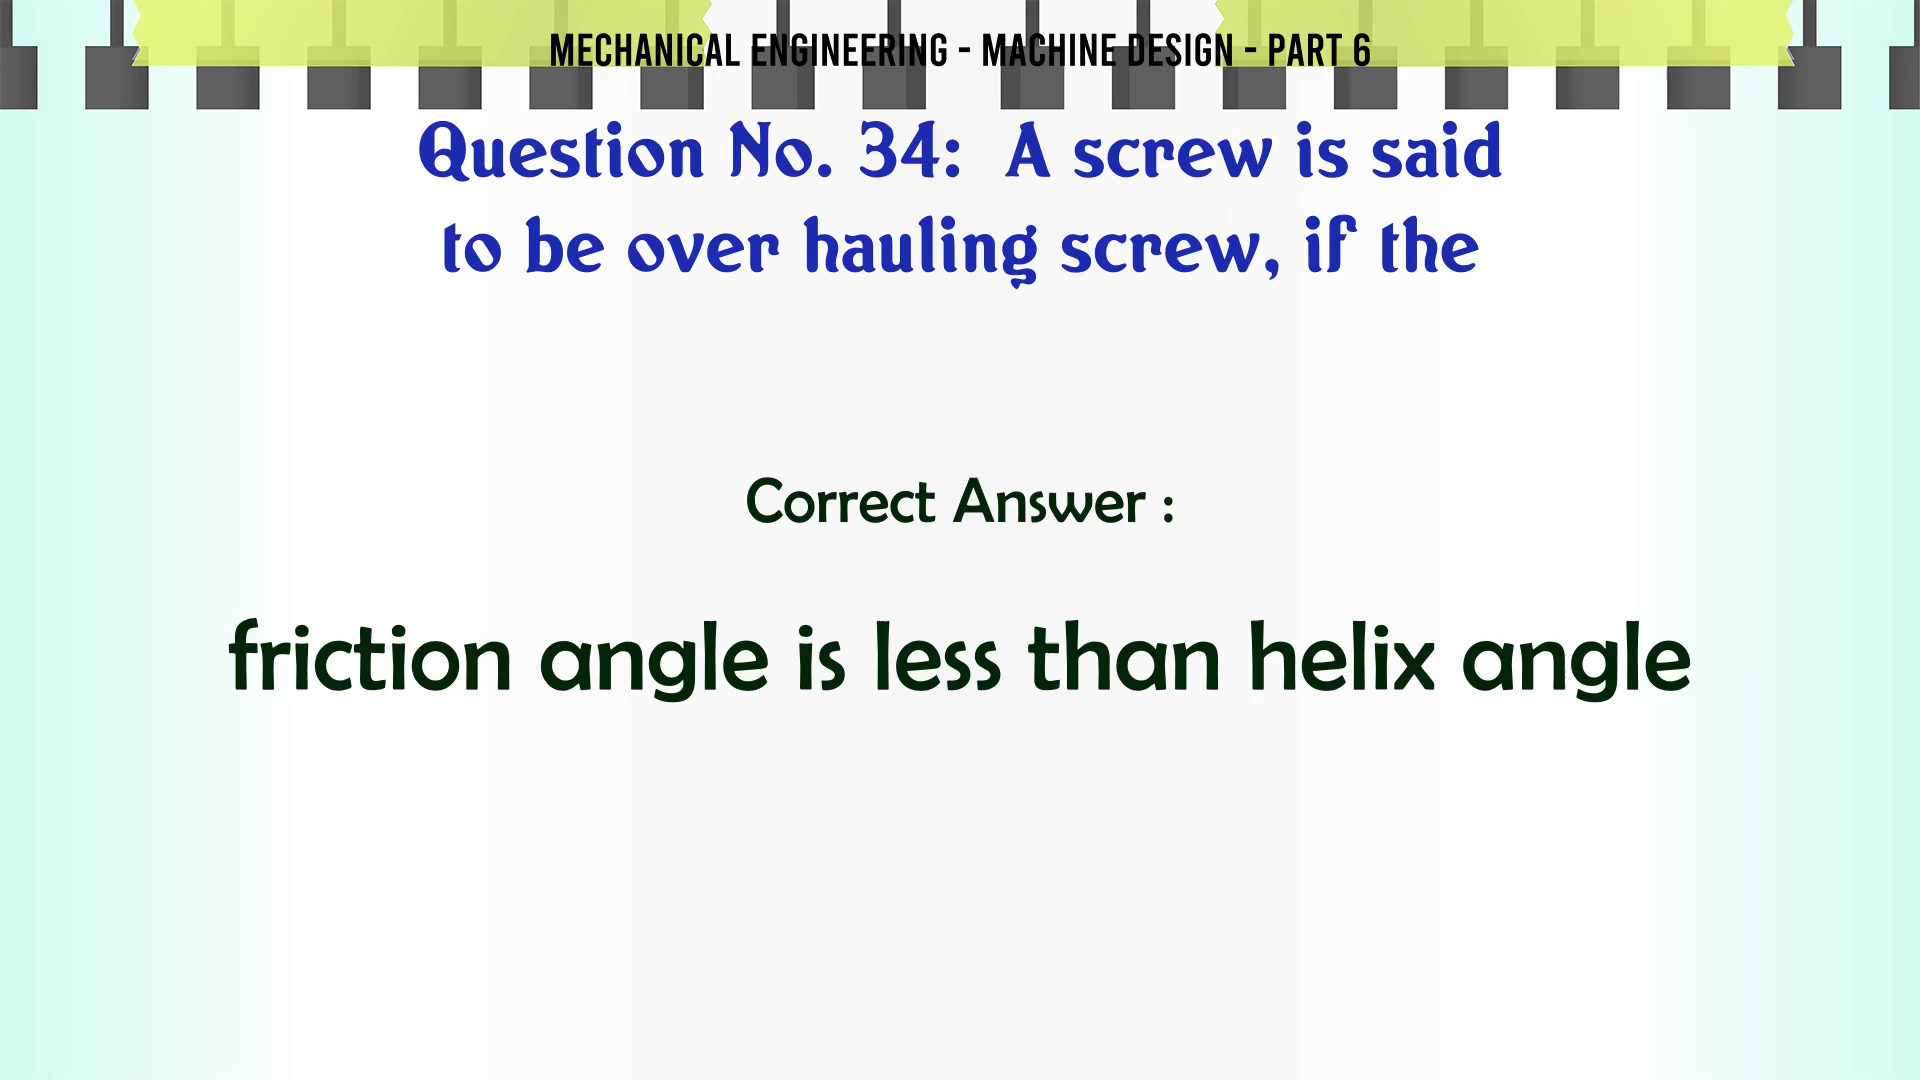 MECHANICAL ENGINEERING - MACHINE DESIGN - PART 6
Question No. 34: A screw is said
to be over hauling screw, if the
Correct Answer :
friction angle is less than helix angle